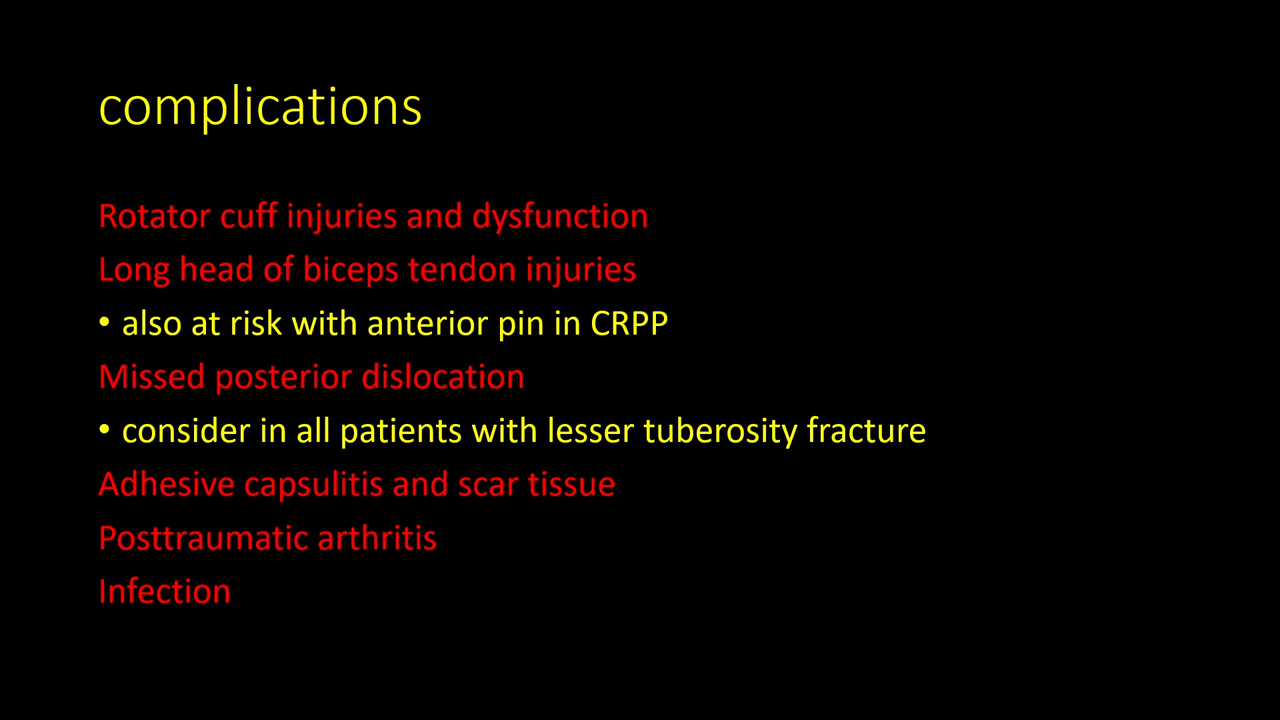 complications
Rotator cuff injuries and dysfunction
Long head of biceps tendon injuries
• also at risk with anterior pin in CRPP
Missed posterior dislocation
• consider in all patients with lesser tuberosity fracture
Adhesive capsulitis and scar tissue
Posttraumatic arthritis
Infection